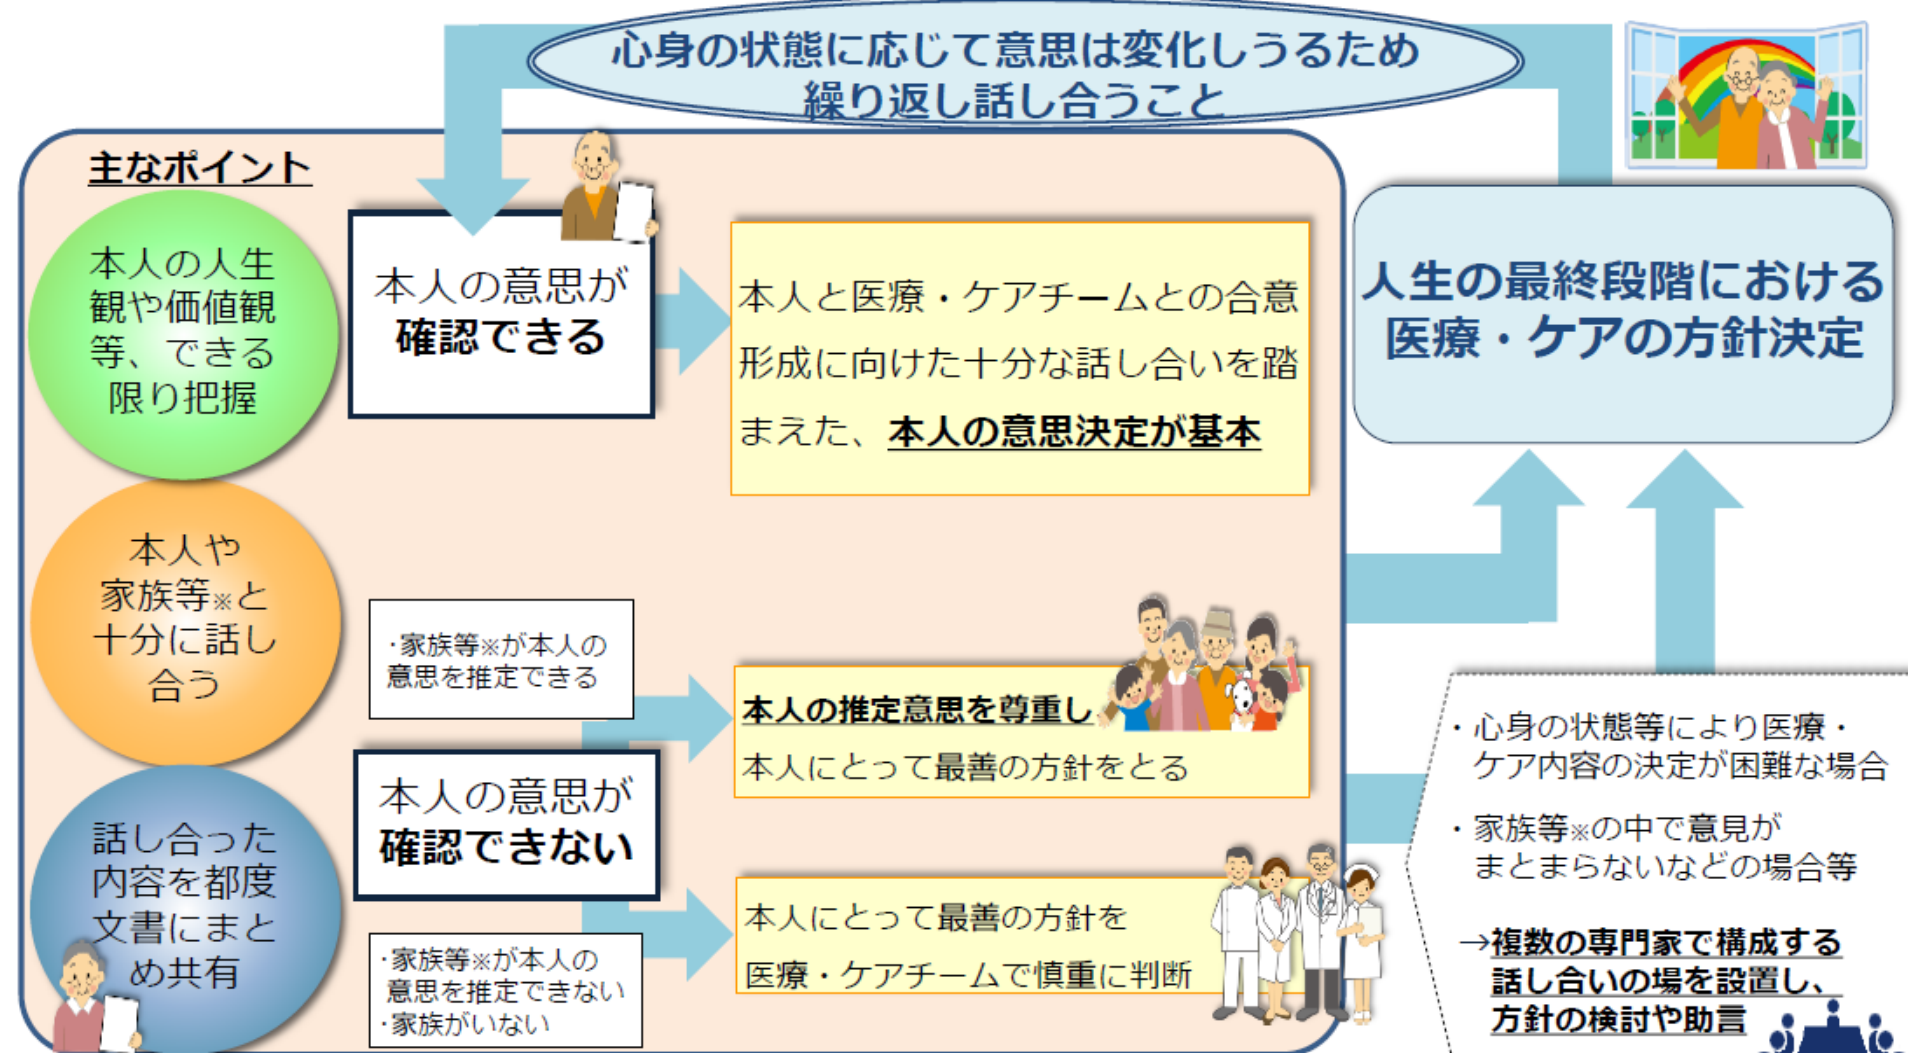 心身の状態に応じて意思は変化しうるため
繰り返し話し合うこと
主なポイント
本人の人生
観や価値観
等、できる
限り把握
本人や
家族等※と
十分に話し
合う
話し合った
内容を都度
文書にまと
め共有
本人の意思が
確認できる
本人と医療・ケアチームとの合意
形成に向けた十分な話し合いを踏
まえた、本人の意思決定が基本
・家族等※が本人の
意思を推定できる
本人の意思が
確認できない
・家族等※が本人の
意思を推定できない
・家族がいない
本人の推定意思を尊重し
本人にとって最善の方針をとる
本人にとって最善の方針を
医療・ケアチームで慎重に判断
人生の最終段階における
医療・ケアの方針決定
・心身の状態等により医療・
ケア内容の決定が困難な場合
・家族等※の中で意見が
まとまらないなどの場合等
→複数の専門家で構成する
話し合いの場を設置し、
方針の検討や助言